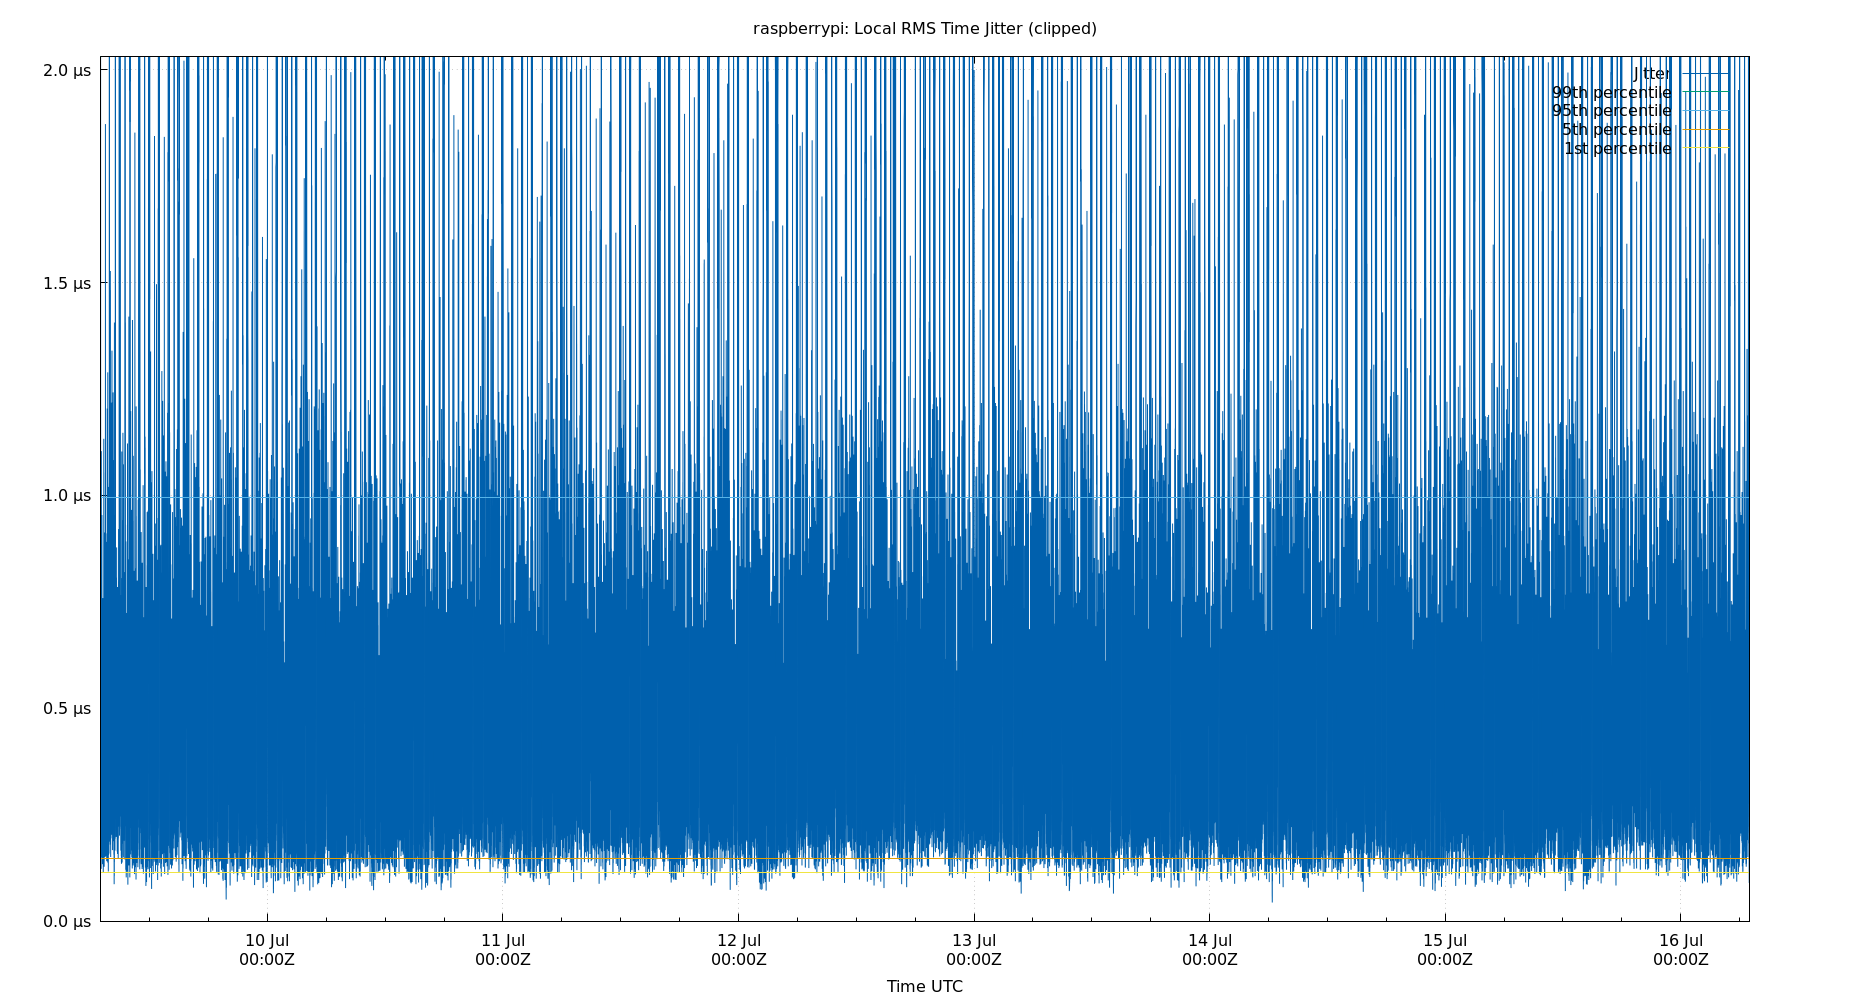 raspberrypi: Local RMS Time Jitter (clipped)
2.0 µs
1.5 µs
1.0 µs
0.5 µs
0.0 µs
Jitter
99th percentile
95th percentile
5th percentile
1st percentile
10 Jul 11 Jul 12 Jul 13 Jul 14 Jul 15 Jul 16 Jul
00:00Z 00:00Z 00:00Z 00:00Z 00:00Z 00:00Z 00:00Z
Time UTC